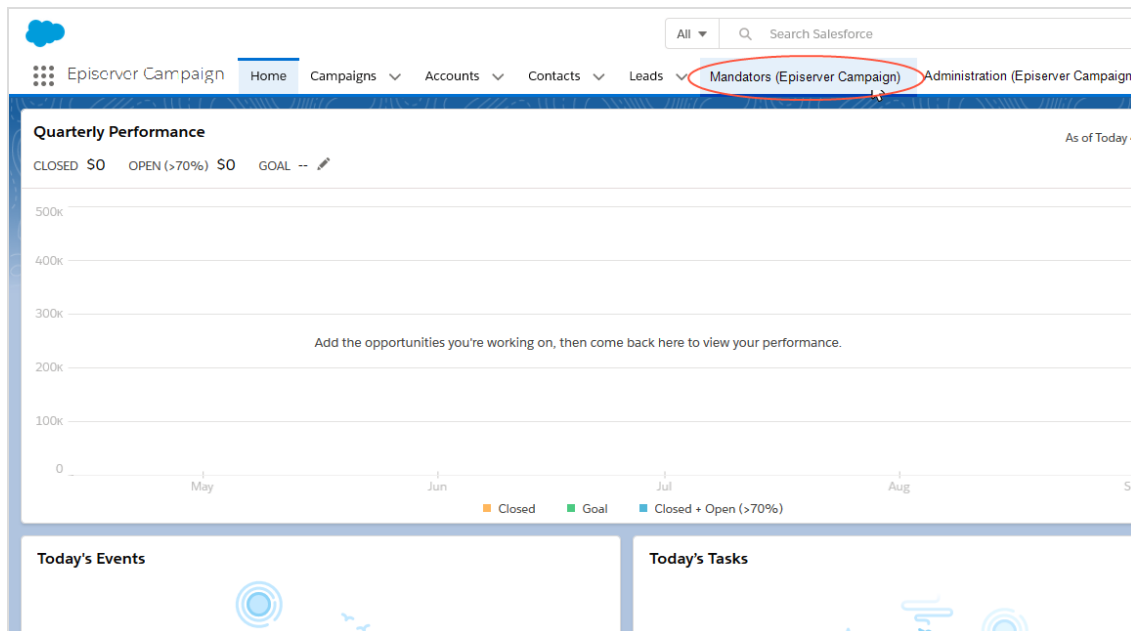 All Search Salesforce
Episerver Campaign Home Campaigns Accounts Contacts Leads Mandators (Episerver Campaign) Administration (Episerver Campaign
Quarterly Performance
As of Today
CLOSED $0 OPEN (>70%) $0 GOAL --
500K
400K
300K
Add the opportunities you're working on, then come back here to view your performance.
200K
100K
0
May Jun Jul Aug S
Closed Goal Closed + Open (>70%)
Today's Events Today's Tasks